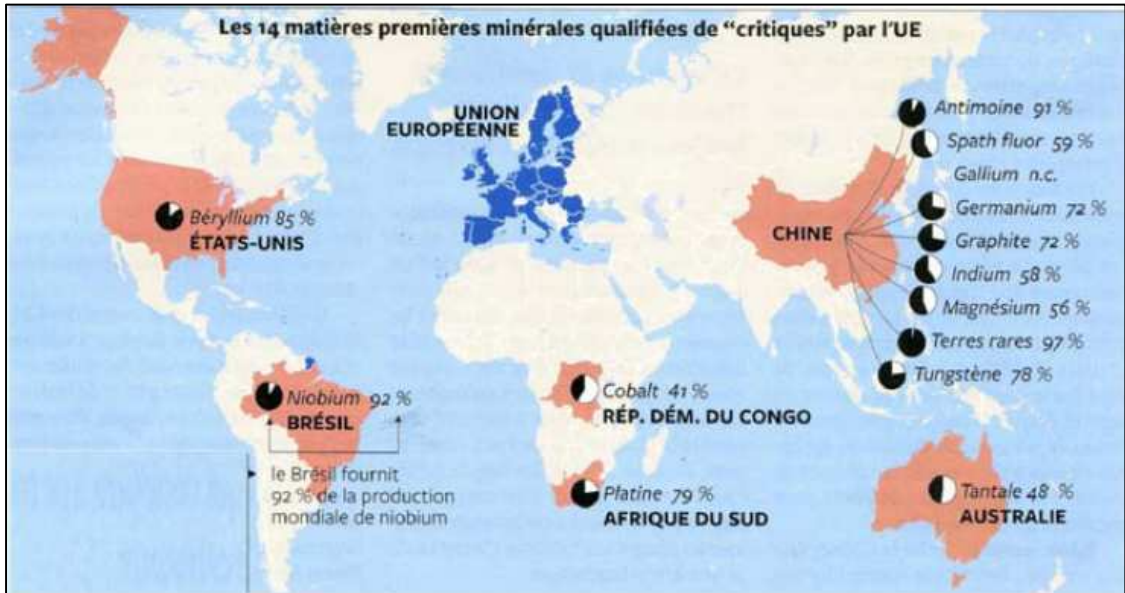 Les 14 matières premières minérales qualifiées de “critiques” par l’UE
UNION
EUROPÉENNE
Béryllium 85 %
ÉTATS-UNIS
CHINE
Antimoine 91 %
Spath fluor 59 %
Gallium n.c.
Germanium 72 %
Graphite 72 %
Indium 58 %
Magnésium 56 %
Terres rares 97 %
Tungstène 78 %
Niobium 92 %
BRÉSIL
le Brésil fournit
92 % de la production
mondiale de niobium
Cobalt 41 %
RÉP. DÉM. DU CONGO
Platine 79 %
AFRIQUE DU SUD
Tantale 48 %
AUSTRALIE